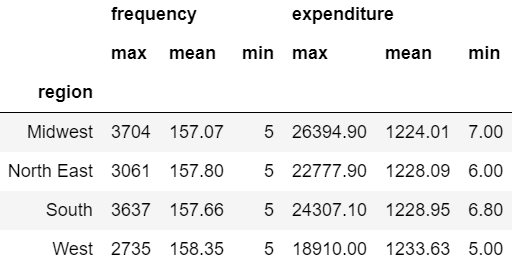 frequency expenditure
max mean min max mean min
region
Midwest 3704 157.07 5 26394.90 1224.01 7.00
North East 3061 157.80 5 22777.90 1228.09 6.00
South 3637 157.66 5 24307.10 1228.95 6.80
West 2735 158.35 5 18910.00 1233.63 5.00